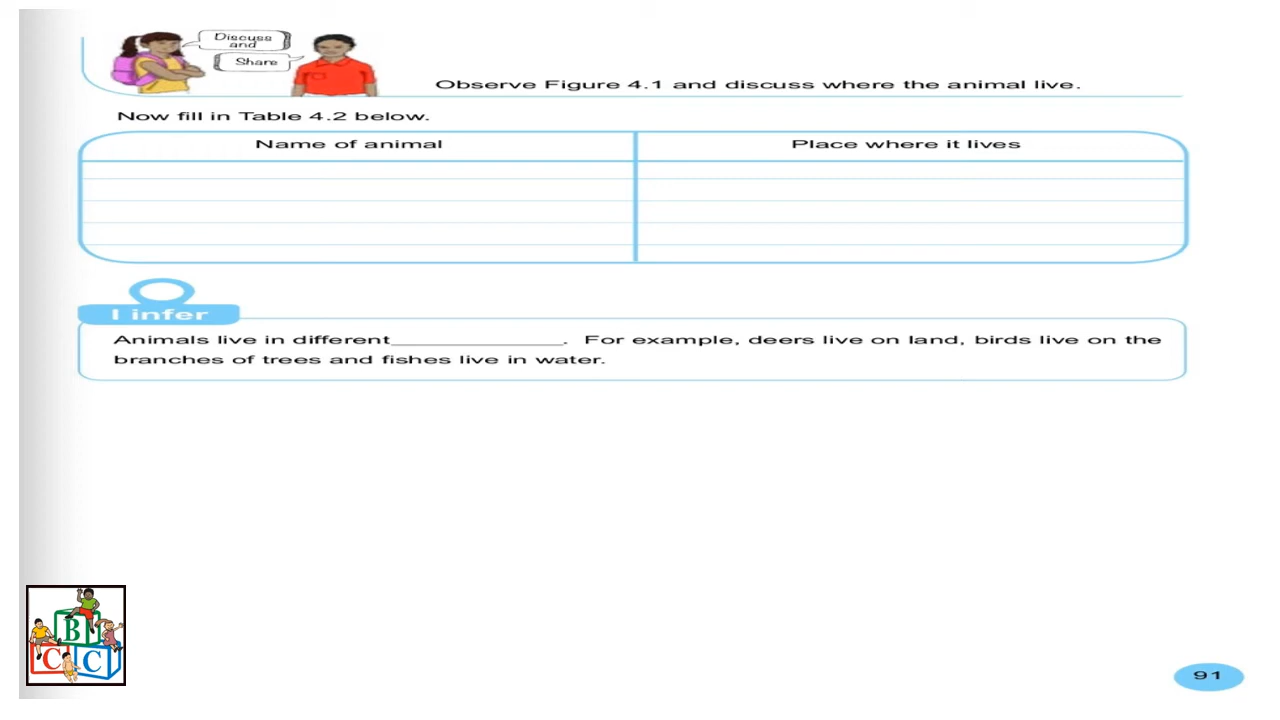 Discuss
and
Share
Observe Figure 4.1 and discuss where the animal live.
Now fill in Table 4.2 below.
Name of animal
Place where it lives
I infer
Animals live in different_______________. For example, deers live on land, birds live on the
branches of trees and fishes live in water.
B
C C
91